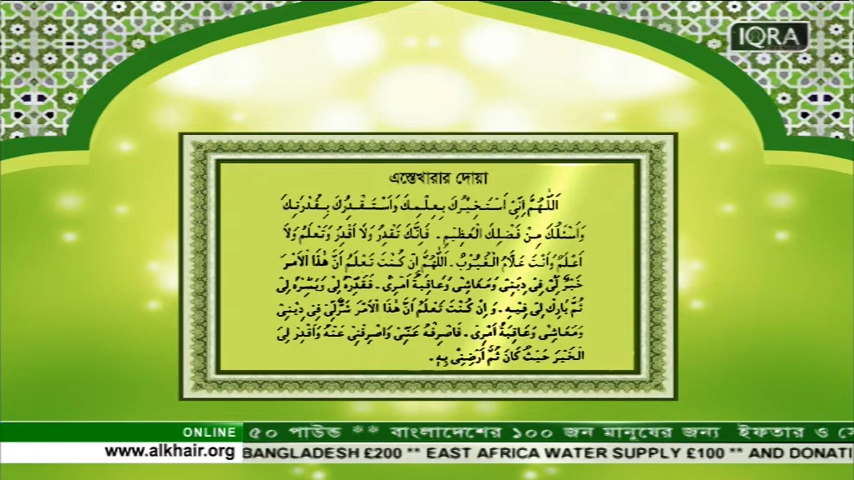 IQRA
এস্তেখারার দোয়া
اَللّٰهُمَّ اِنِّیْ اَسْتَخِیْرُكَ بِعِلْمِكَ وَاَسْتَقْدِرُكَ بِقُدْرَتِكَ
وَاَسْئَلُكَ مِنْ فَضْلِكَ الْعَظِیْمِ۔ فَاِنَّكَ تَقْدِرُ وَلَا اَقْدِرُ وَتَعْلَمُ وَلَا
اَعْلَمُ وَاَنْتَ عَلَّامُ الْغُیُوْبُ۔ اَللّٰهُمَّ اِنْ كُنْتَ تَعْلَمُ اَنَّ هٰذَا الْاَمْرَ
خَیْرٌ لِّیْ فِیْ دِیْنِیْ وَمَعَاشِیْ وَعَاقِبَةُ اَمْرِیْ۔ فَقَدِّرْهُ لِیْ وَیَسِّرْهُ لِیْ
ثُمَّ بَارِكْ لِیْ فِیْهِ۔ وَاِنْ كُنْتَ تَعْلَمُ اَنَّ هٰذَا الْاَمْرَ شَرٌّ لِّیْ فِیْ دِیْنِیْ
وَمَعَاشِیْ وَعَاقِبَةُ اَمْرِیْ۔ فَاصْرِفْهُ عَنِّیْ وَاصْرِفْنِیْ عَنْهُ وَاقْدِرْ لِیَ
الْخَیْرَ حَیْثُ كَانَ ثُمَّ اَرْضِنِیْ بِهٖ۔
ONLINE ৫০ পাউন্ড ** বাংলাদেশের ১০০ জন মানুষের জন্য ইফতার ও
www.alkhair.org BANGLADESH £200 ** EAST AFRICA WATER SUPPLY £100 ** AND DONATI